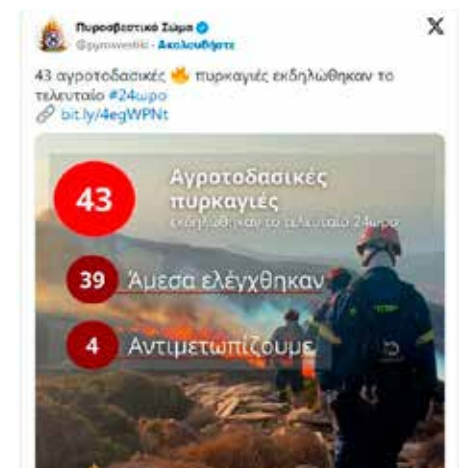 Πυροσβεστικό Σώμα
@pyrosvestiki · Ακολουθήστε
43 αγροτοδασικές 🔥 πυρκαγιές εκδηλώθηκαν το
τελευταίο #24ωρο
bit.ly/4egWPNt
43
Αγροτοδασικές
πυρκαγιές
εκδηλώθηκαν το τελευταίο 24ωρο
39 Άμεσα ελέγχθηκαν
4 Αντιμετωπίζουμε